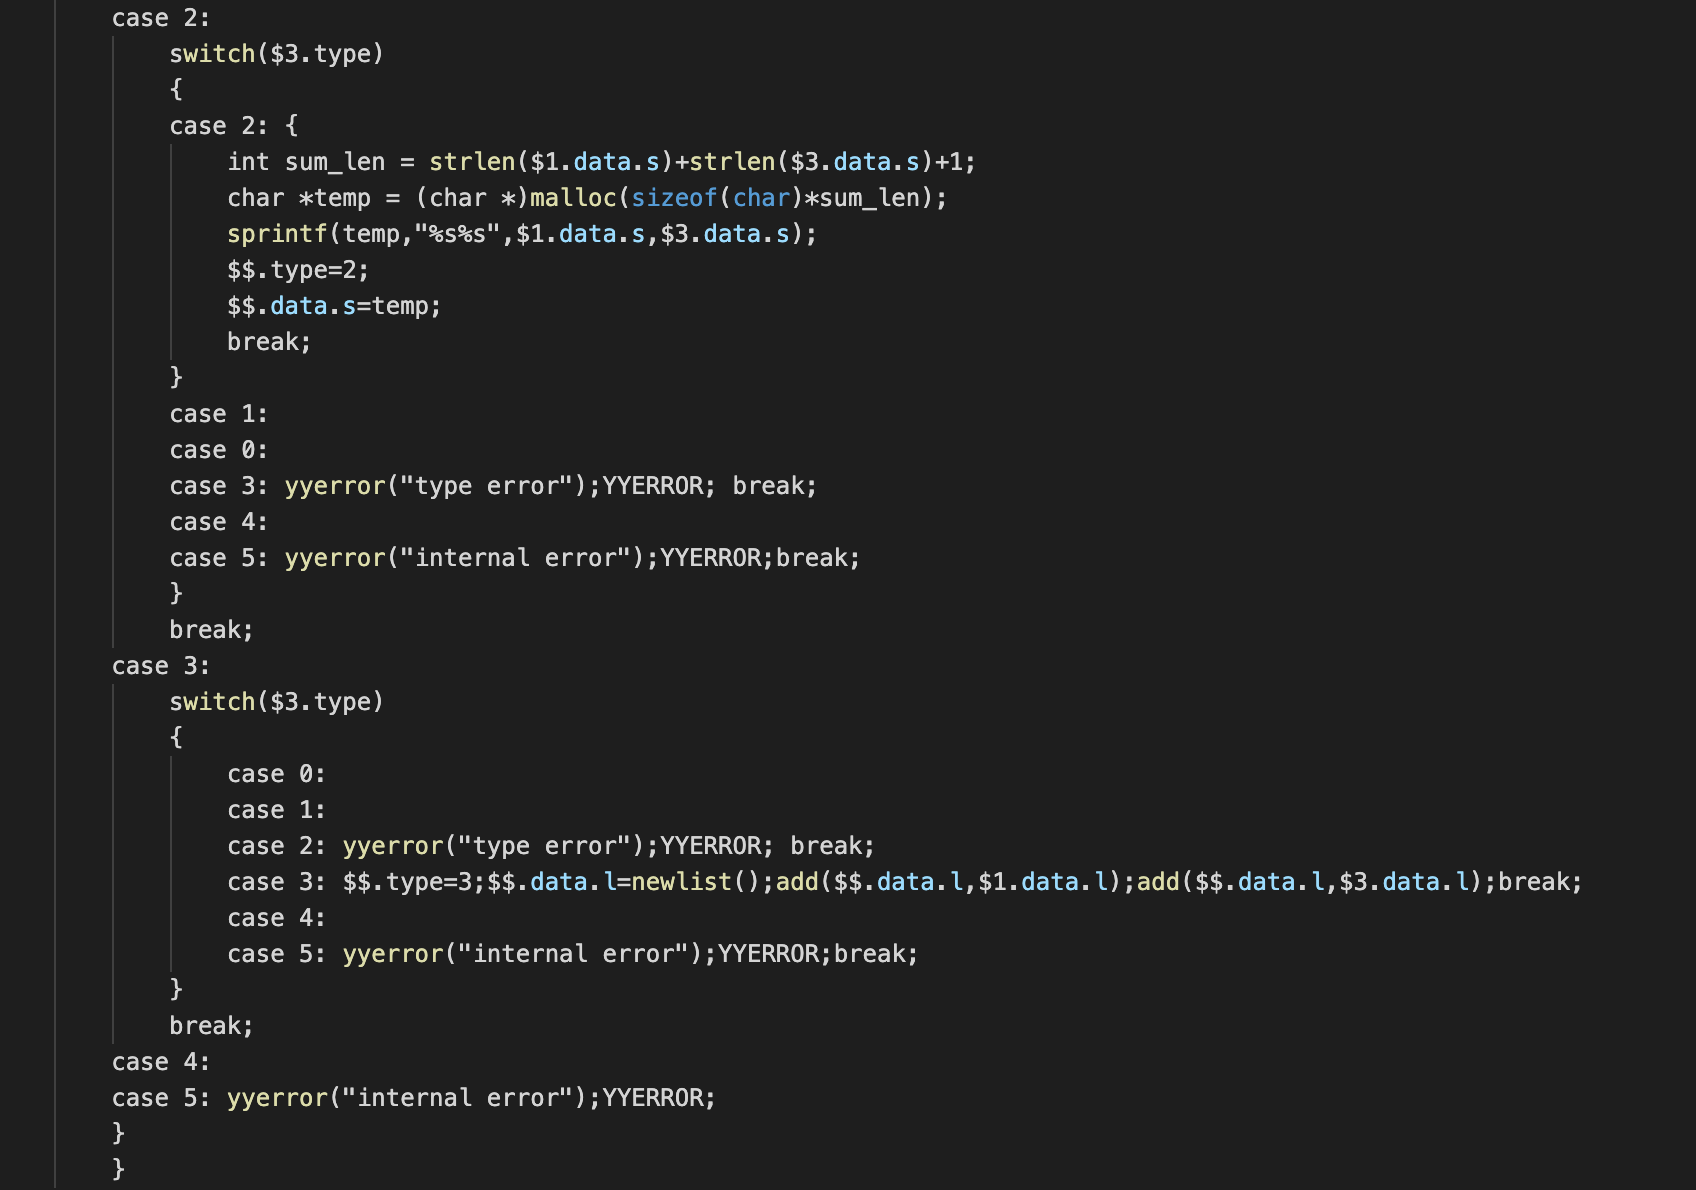 case 2:
switch($3.type)
{
case 2: {
int sum_len = strlen($1.data.s)+strlen($3.data.s)+1;
char *temp = (char *)malloc(sizeof(char)*sum_len);
sprintf(temp,"%s%s",$1.data.s,$3.data.s);
$$.type=2;
$$.data.s=temp;
break;
}
case 1:
case 0:
case 3: yyerror("type error");YYERROR; break;
case 4:
case 5: yyerror("internal error");YYERROR;break;
}
break;
case 3:
switch($3.type)
{
case 0:
case 1:
case 2: yyerror("type error");YYERROR; break;
case 3: $$.type=3;$$.data.l=newlist();add($$.data.l,$1.data.l);add($$.data.l,$3.data.l);break;
case 4:
case 5: yyerror("internal error");YYERROR;break;
}
break;
case 4:
case 5: yyerror("internal error");YYERROR;
}
}